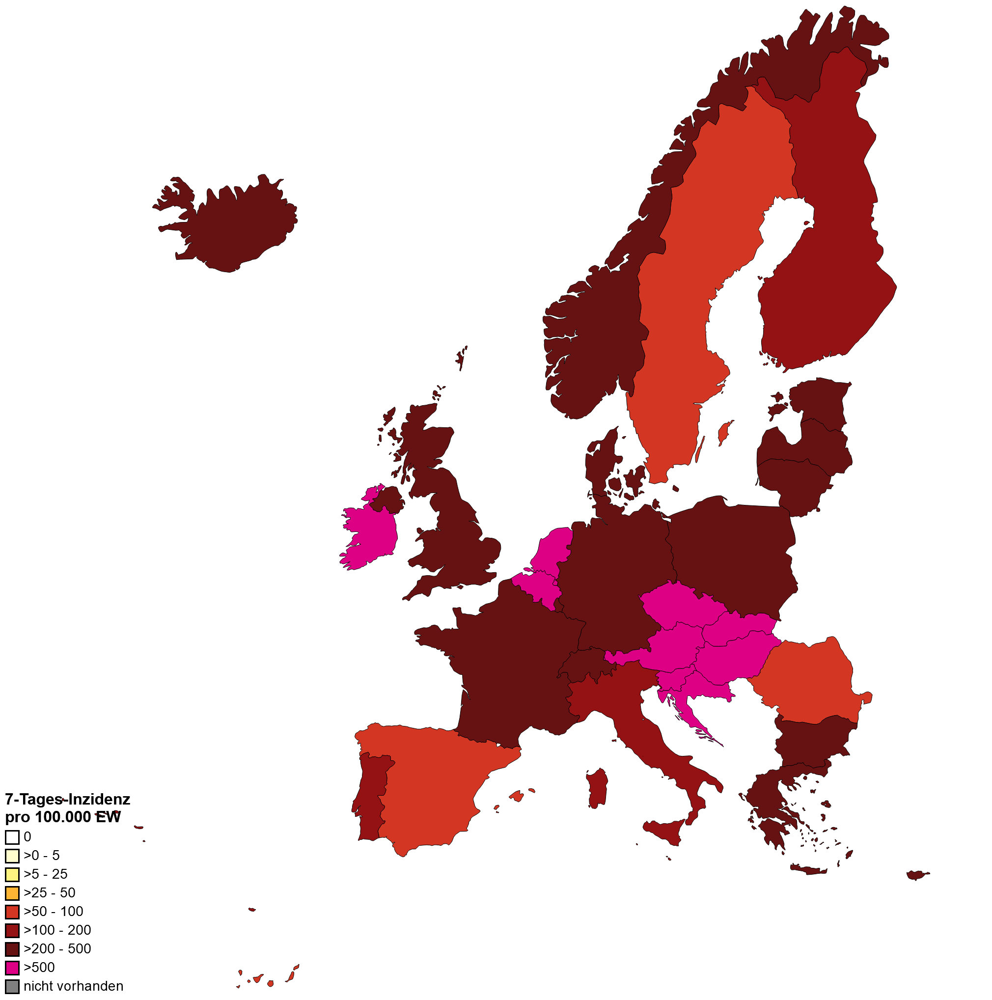 7-Tages-Inzidenz
pro 100.000 EW
0
>0 - 5
>5 - 25
>25 - 50
>50 - 100
>100 - 200
>200 - 500
>500
nicht vorhanden